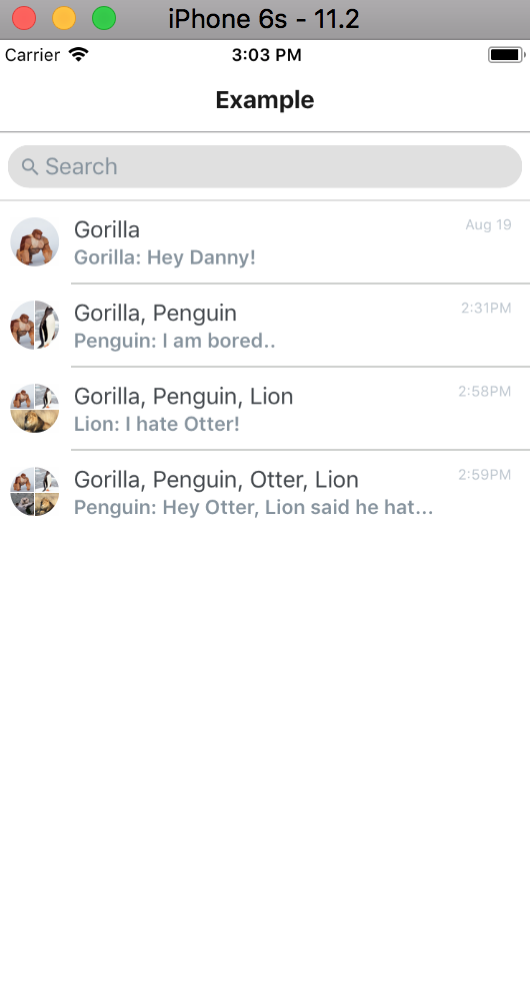 iPhone 6s - 11.2
Carrier 3:03 PM
Example
Search
Gorilla Aug 19
Gorilla: Hey Danny!
Gorilla, Penguin 2:31PM
Penguin: I am bored..
Gorilla, Penguin, Lion 2:58PM
Lion: I hate Otter!
Gorilla, Penguin, Otter, Lion 2:59PM
Penguin: Hey Otter, Lion said he hat...